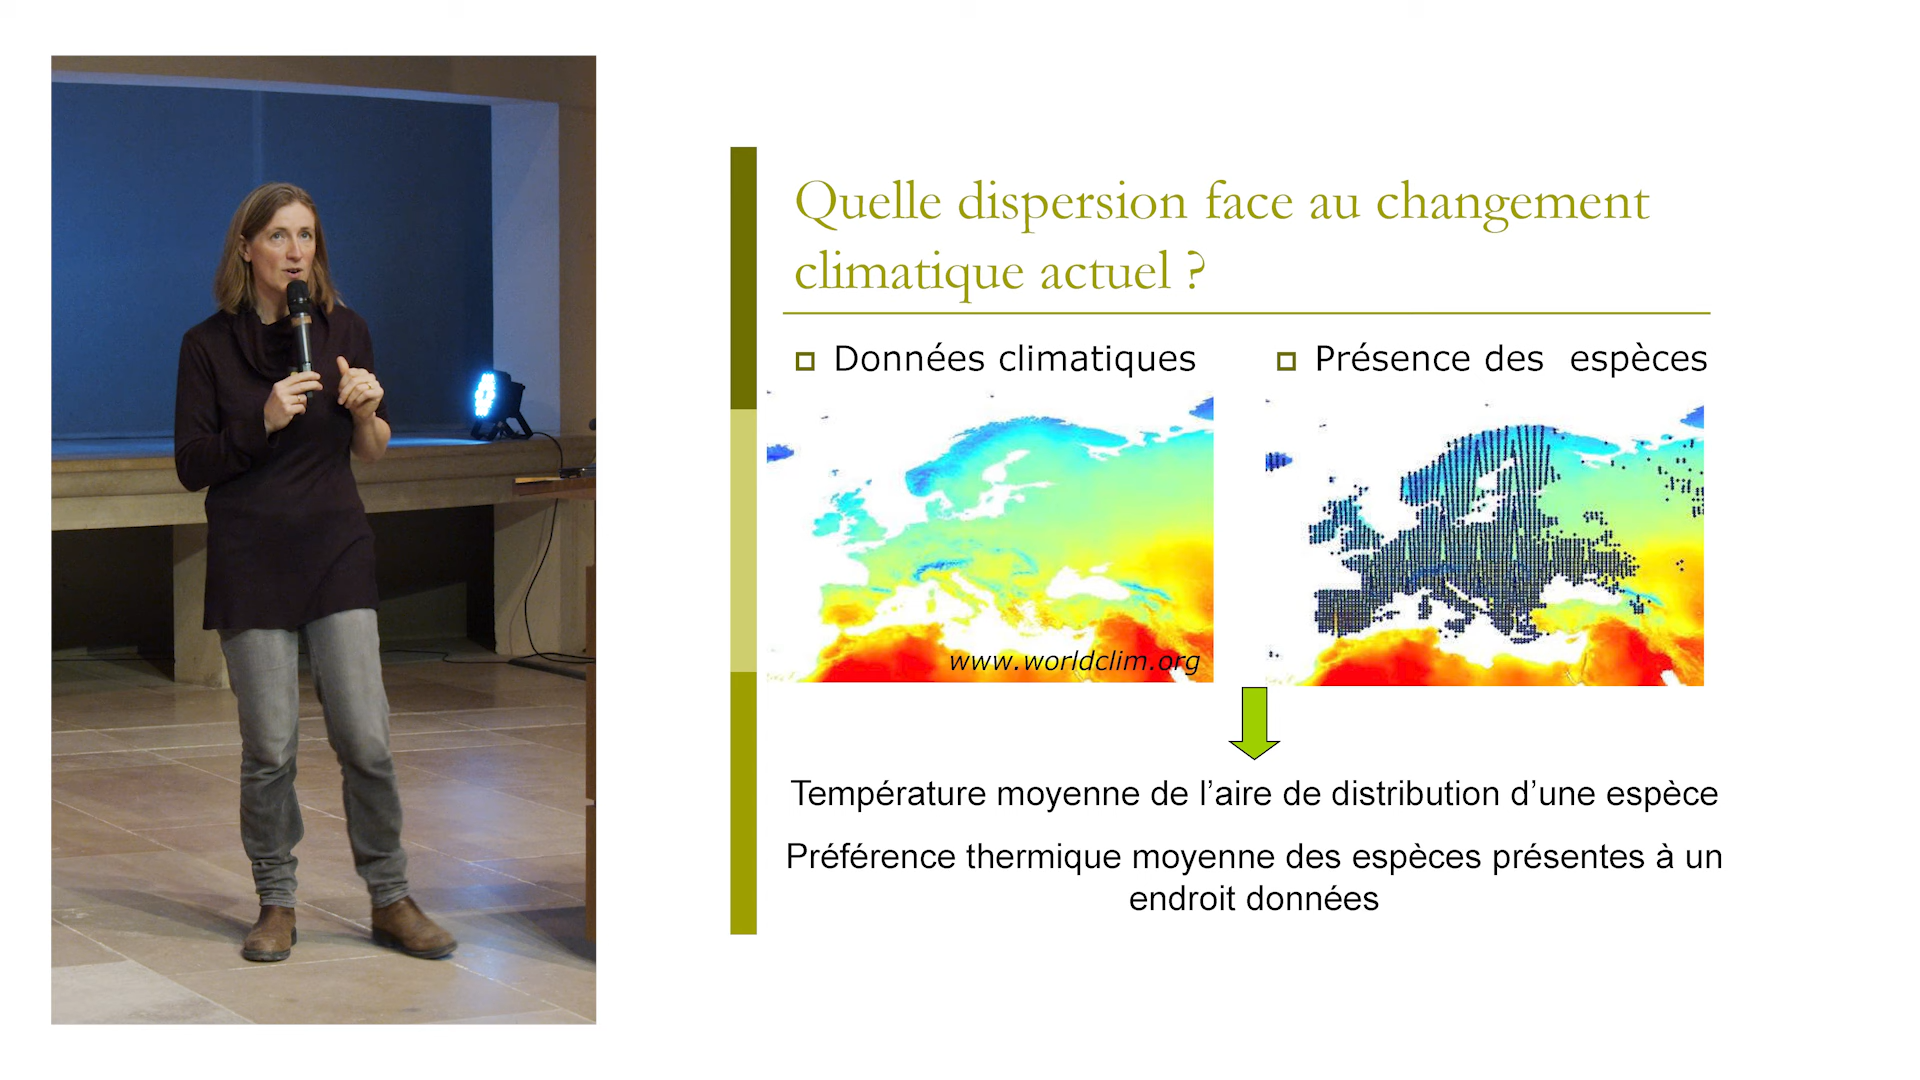 Quelle dispersion face au changement
climatique actuel ?
Données climatiques
Présence des espèces
www.worldclim.org
Température moyenne de l'aire de distribution d'une espèce
Préférence thermique moyenne des espèces présentes à un
endroit données